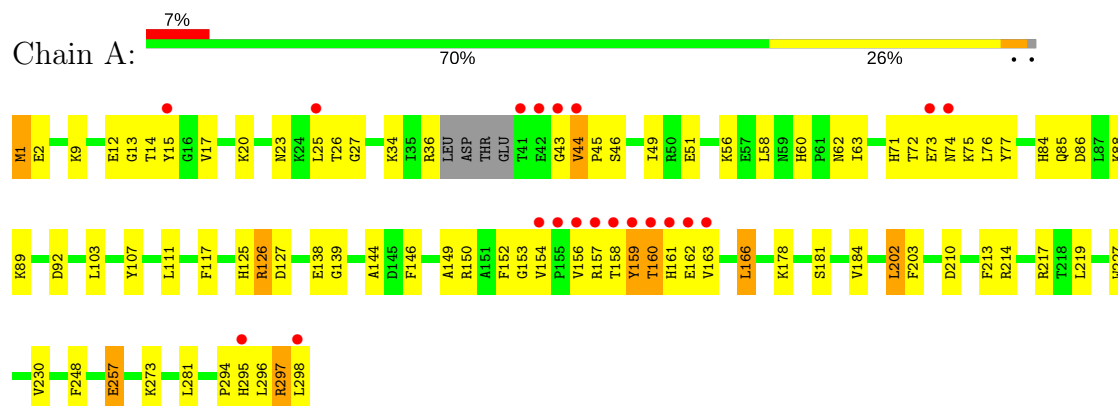 7%
Chain A:
70% 26% . .
M1 E2 K9 E12 G13 T14 Y15 G16 V17 K20 N23 K24 L25 T26 G27 K34 I35 R36 LEU ASP THR GLU T41 E42 G43 V44 P45 S46 I49 R50 E51 K56 E57 L58 N59 H60 P61 N62 I63 H71 T72 E73 N74 K75 L76 Y77 H84 Q85 D86 L87
K89 D92 L103 Y107 L111 F117 H125 R126 D127 E138 G139 A144 D145 F146 A149 R150 A151 F152 G153 V154 P155 V156 R157 T158 Y159 T160 H161 E162 V163 L166 K178 S181 V184 L202 F203 D210 F213 R214 R217 T218 L219
V230 F248 E257 K273 L281 P294 H295 L296 R297 L298